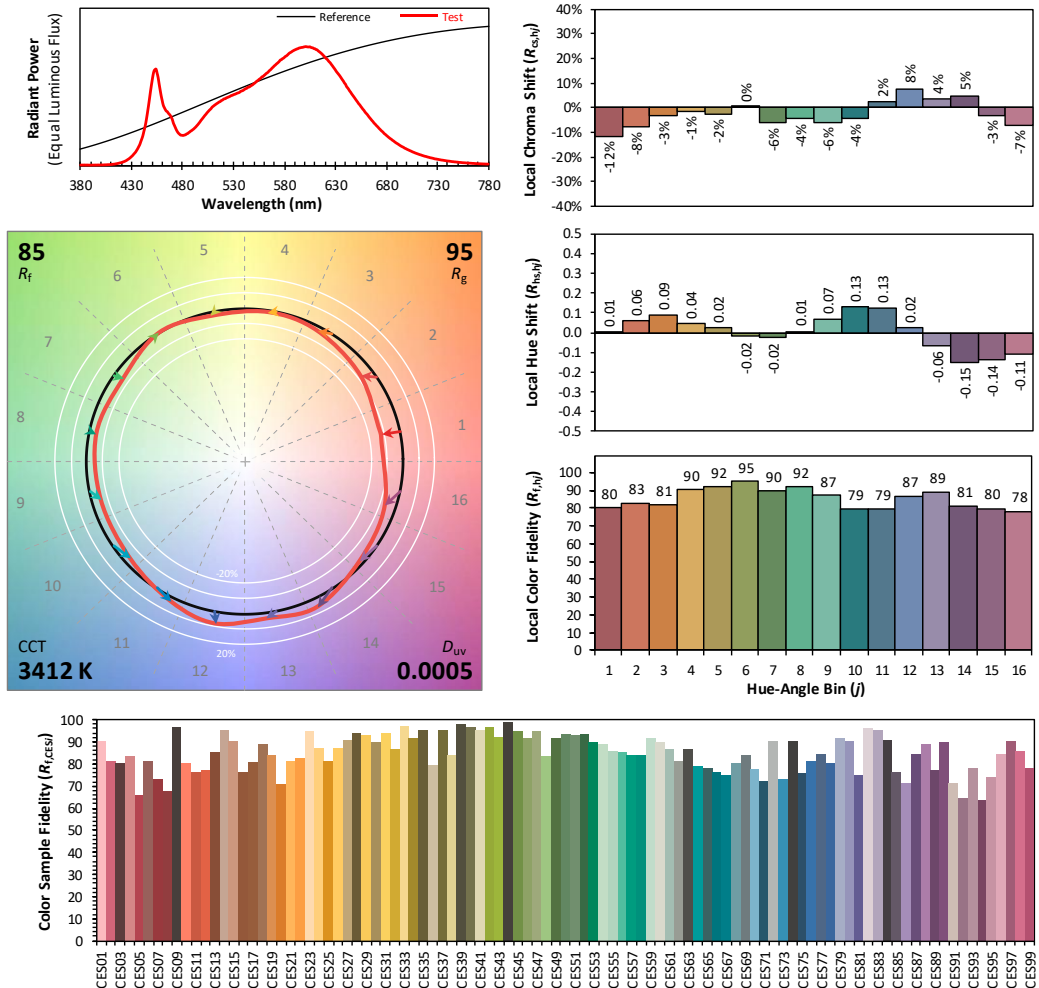 Reference
Test
Radiant Power
(Equal Luminous Flux)
380 430 480 530 580 630 680 730 780
Wavelength (nm)
Local Chroma Shift (Rcs,hj)
40%
30%
20%
10%
0%
-10%
-20%
-30%
-40%
-12% -8% -3% -1% -2% 0% -6% -4% -6% -4% 2% 8% 4% 5% -3% -7%
85
Rf
95
Rg
5 4
6 3
7 2
8 1
9 16
10 15
11 14
12 13
-20%
20%
CCT
3412 K
Duv
0.0005
Local Hue Shift (Rhs,hj)
0.5
0.4
0.3
0.2
0.1
0.0
-0.1
-0.2
-0.3
-0.4
-0.5
0.01 0.06 0.09 0.04 0.02 -0.02 -0.02 0.01 0.07 0.13 0.13 0.02 -0.06 -0.15 -0.14 -0.11
Local Color Fidelity (Rf,hj)
100
90
80
70
60
50
40
30
20
10
0
80 83 81 90 92 95 90 92 87 79 79 87 89 81 80 78
1 2 3 4 5 6 7 8 9 10 11 12 13 14 15 16
Hue-Angle Bin (j)
Color Sample Fidelity (Rf,CESi)
100
90
80
70
60
50
40
30
20
10
0
CES01 CES03 CES05 CES07 CES09 CES11 CES13 CES15 CES17 CES19 CES21 CES23 CES25 CES27 CES29 CES31 CES33 CES35 CES37 CES39 CES41 CES43 CES45 CES47 CES49 CES51 CES53 CES55 CES57 CES59 CES61 CES63 CES65 CES67 CES69 CES71 CES73 CES75 CES77 CES79 CES81 CES83 CES85 CES87 CES89 CES91 CES93 CES95 CES97 CES99